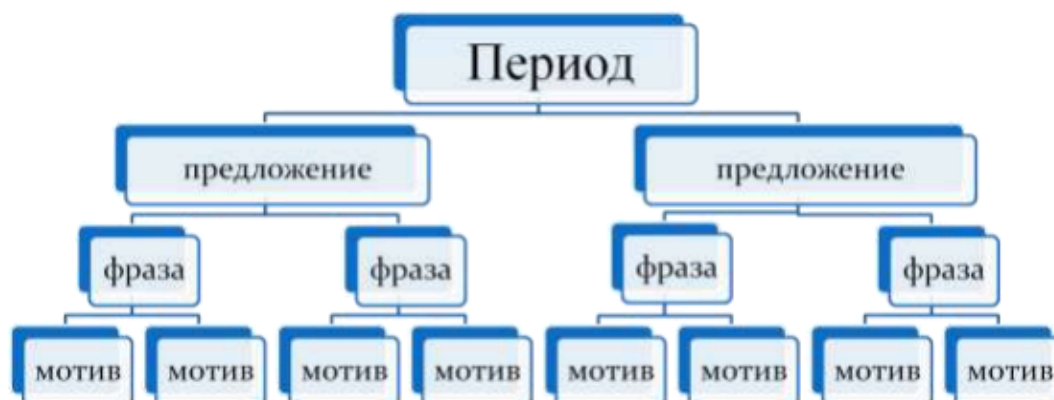 Период
предложение предложение
фраза фраза фраза фраза
мотив мотив мотив мотив мотив мотив мотив мотив